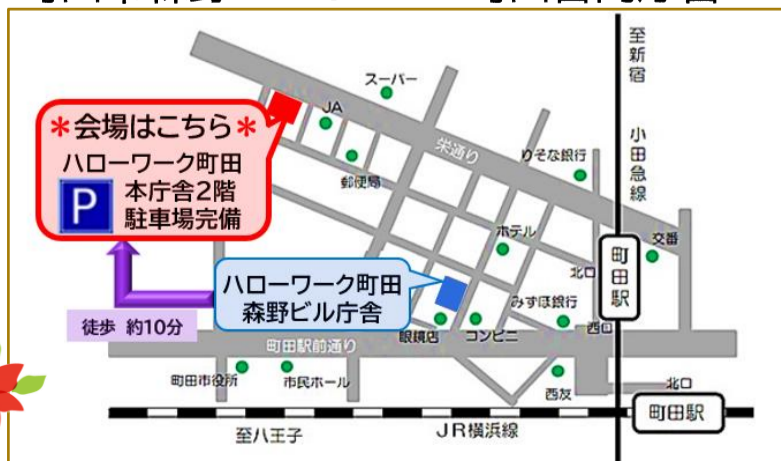 至新宿
小田急線
スーパー
JA
*会場はこちら*
ハローワーク町田
P
本庁舎2階
駐車場完備
栄通り
りそな銀行
郵便局
ホテル
北口
町田駅
交番
ハローワーク町田
森野ビル庁舎
みずほ銀行
徒歩 約10分
眼鏡店
コンビニ
西口
町田駅前通り
町田市役所
市民ホール
西友
北口
町田駅
至八王子
JR横浜線